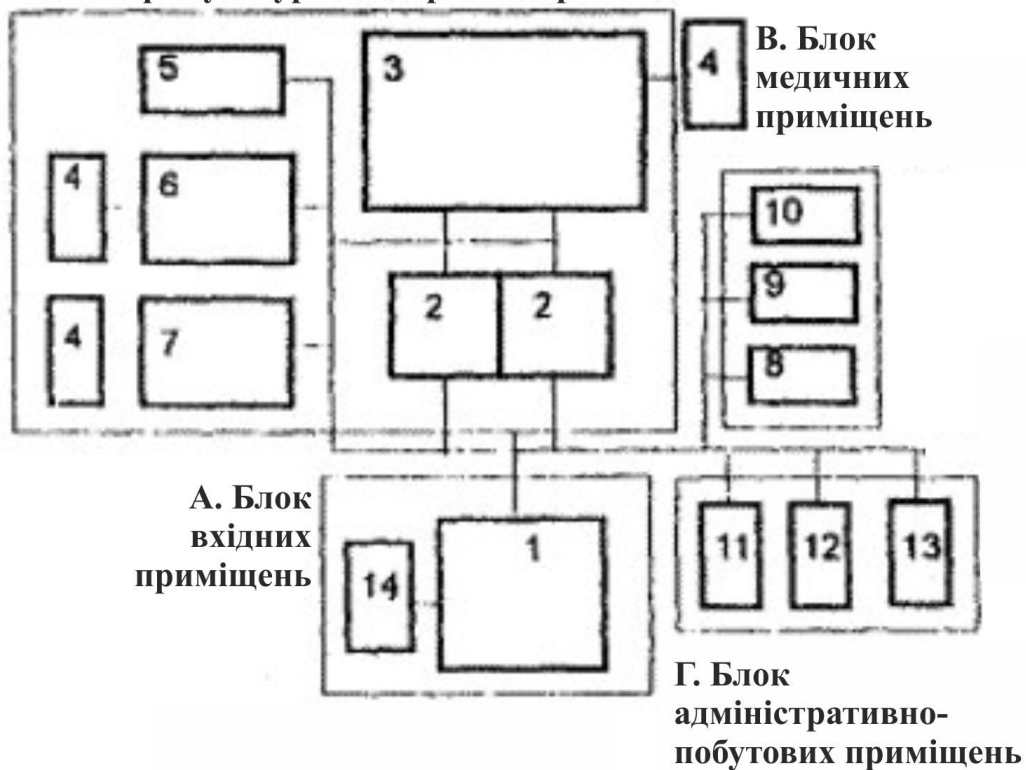 5
3
4
В. Блок
медичних
приміщень
4
6
10
9
2
2
4
7
8
А. Блок
вхідних
приміщень
1
14
11
12
13
Г. Блок
адміністративно-
побутових приміщень